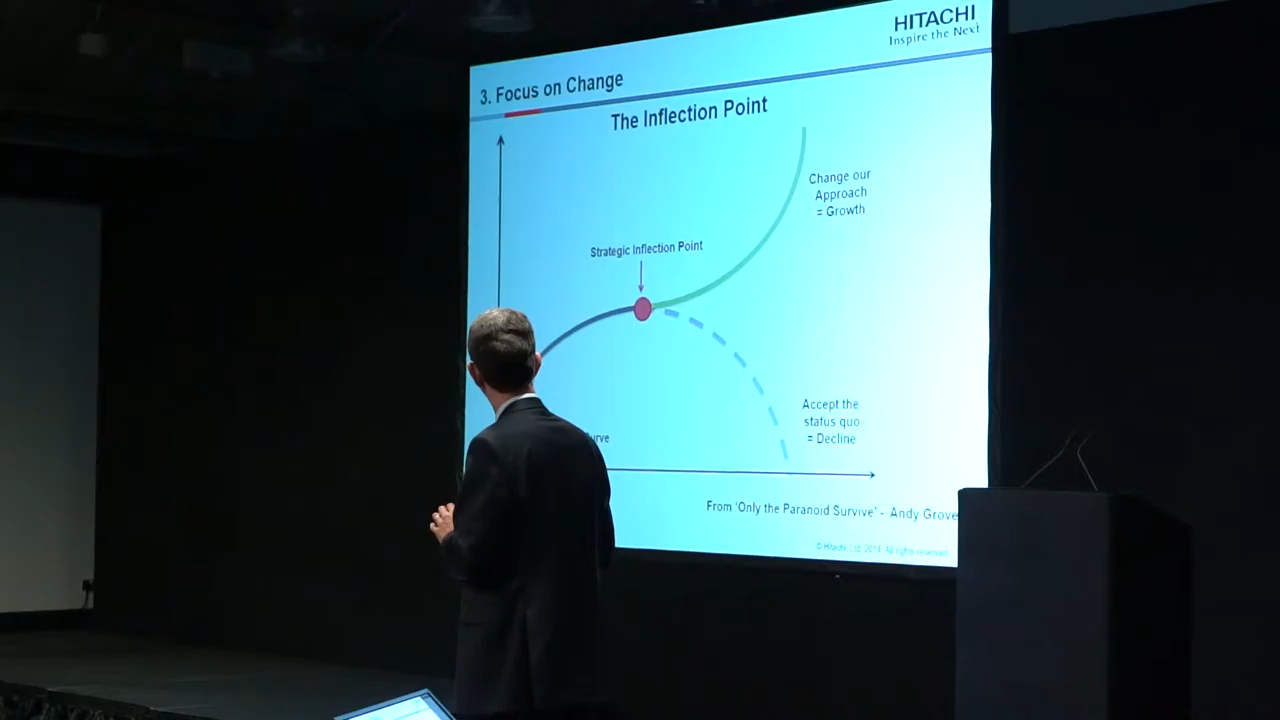 HITACHI
Inspire the Next
3. Focus on Change
The Inflection Point
Change our
Approach
= Growth
Strategic Inflection Point
Accept the
status quo
= Decline
From 'Only the Paranoid Survive' - Andy Grove
© Hitachi Ltd. 2014. All rights reserved.